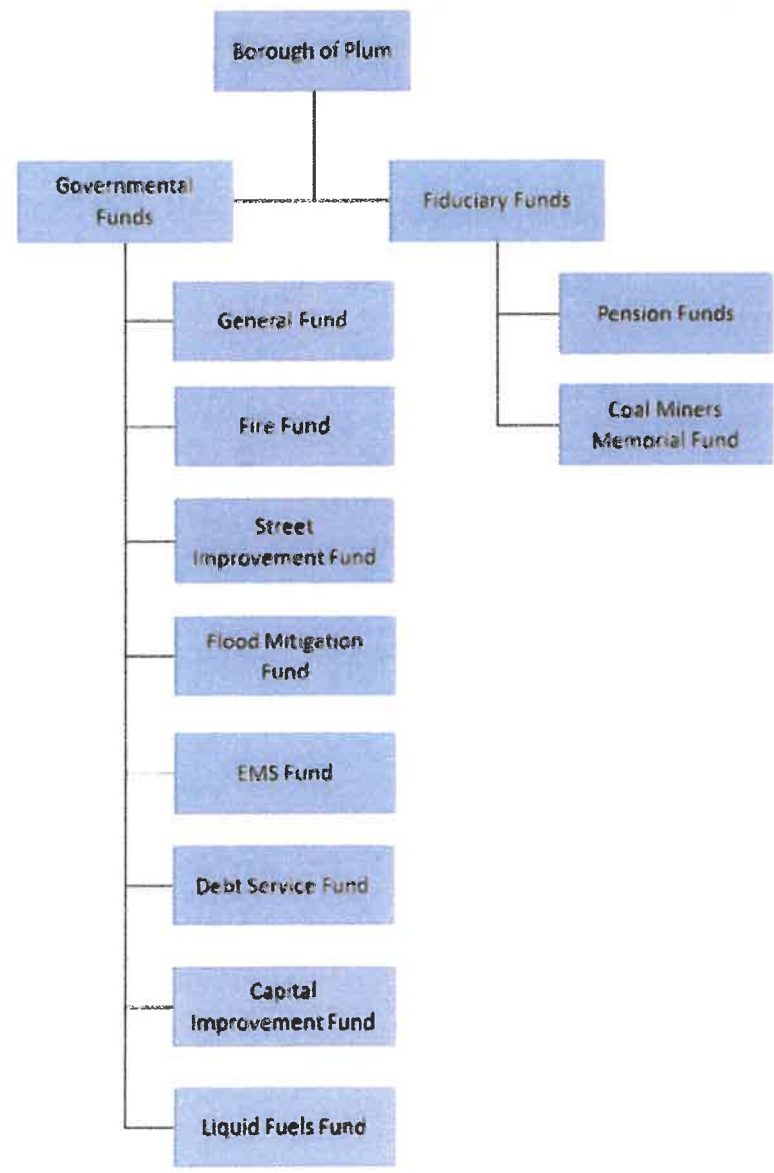 Borough of Plum
Governmental
Funds
Fiduciary Funds
General Fund
Fire Fund
Street
Improvement Fund
Flood Mitigation
Fund
EMS Fund
Debt Service Fund
Capital
Improvement Fund
Liquid Fuels Fund
Pension Funds
Coal Miners
Memorial Fund